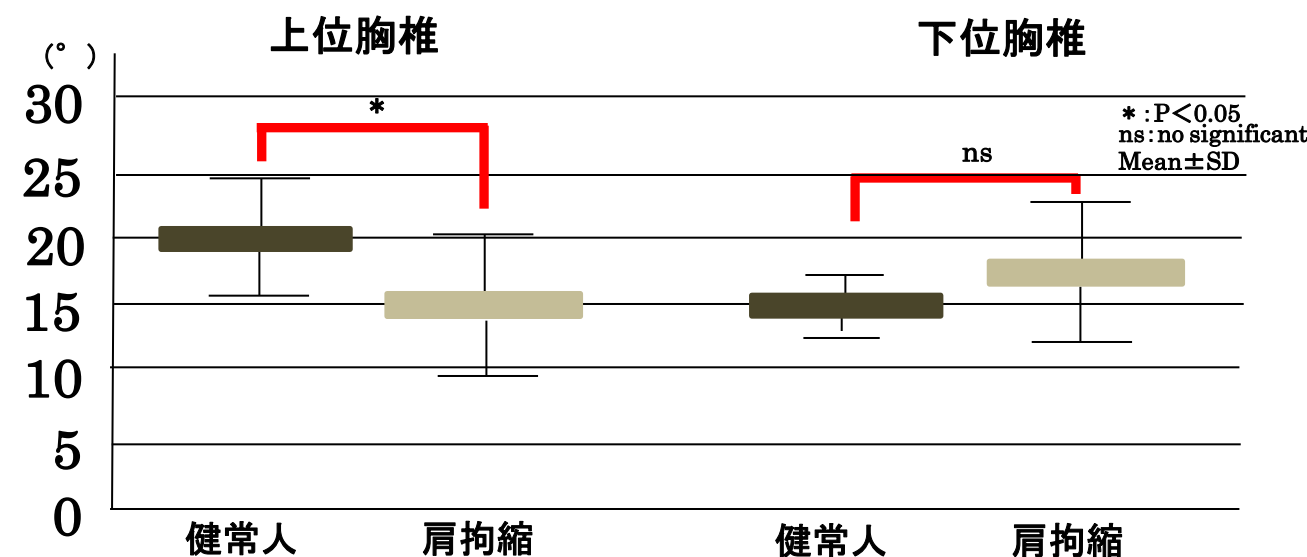 上位胸椎
下位胸椎
(°)
30
25
20
15
10
5
0
*
ns
*:P<0.05
ns:no significant
Mean±SD
健常人
肩拘縮
健常人
肩拘縮